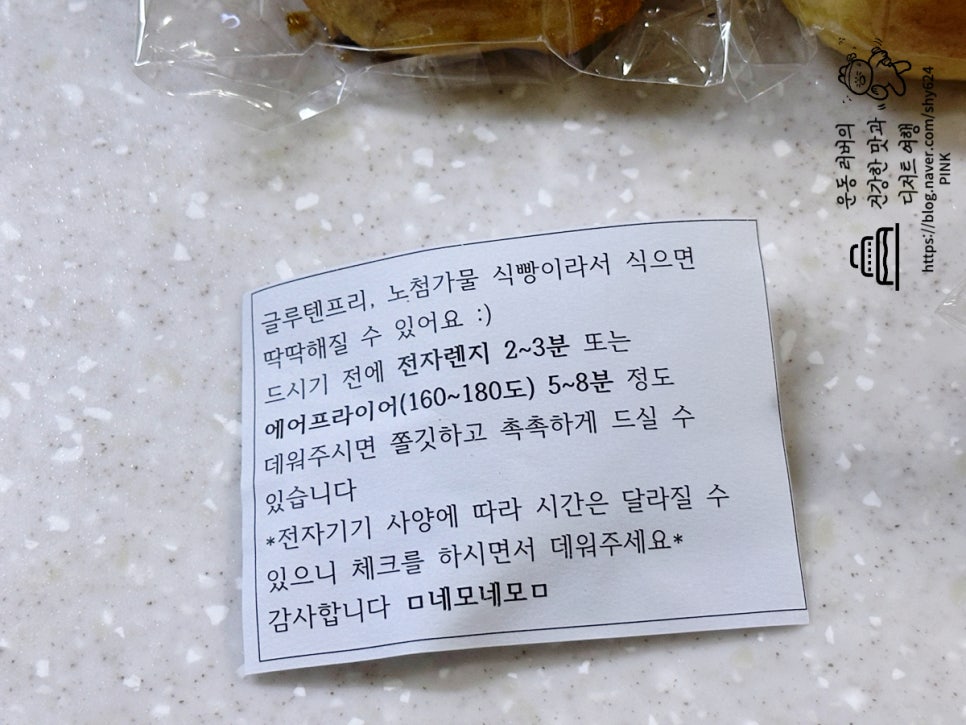 글루텐프리, 노첨가물 식빵이라서 식으면
딱딱해질 수 있어요 :)
드시기 전에 전자렌지 2~3분 또는
에어프라이어(160~180도) 5~8분 정도
데워주시면 쫄깃하고 촉촉하게 드실 수
있습니다
*전자기기 사양에 따라 시간은 달라질 수
있으니 체크를 하시면서 데워주세요*
감사합니다 ㅁ네모네모ㅁ
운동 러버의
건강한 맛과
디저트 여행
https://blog.naver.com/shy624
PINK